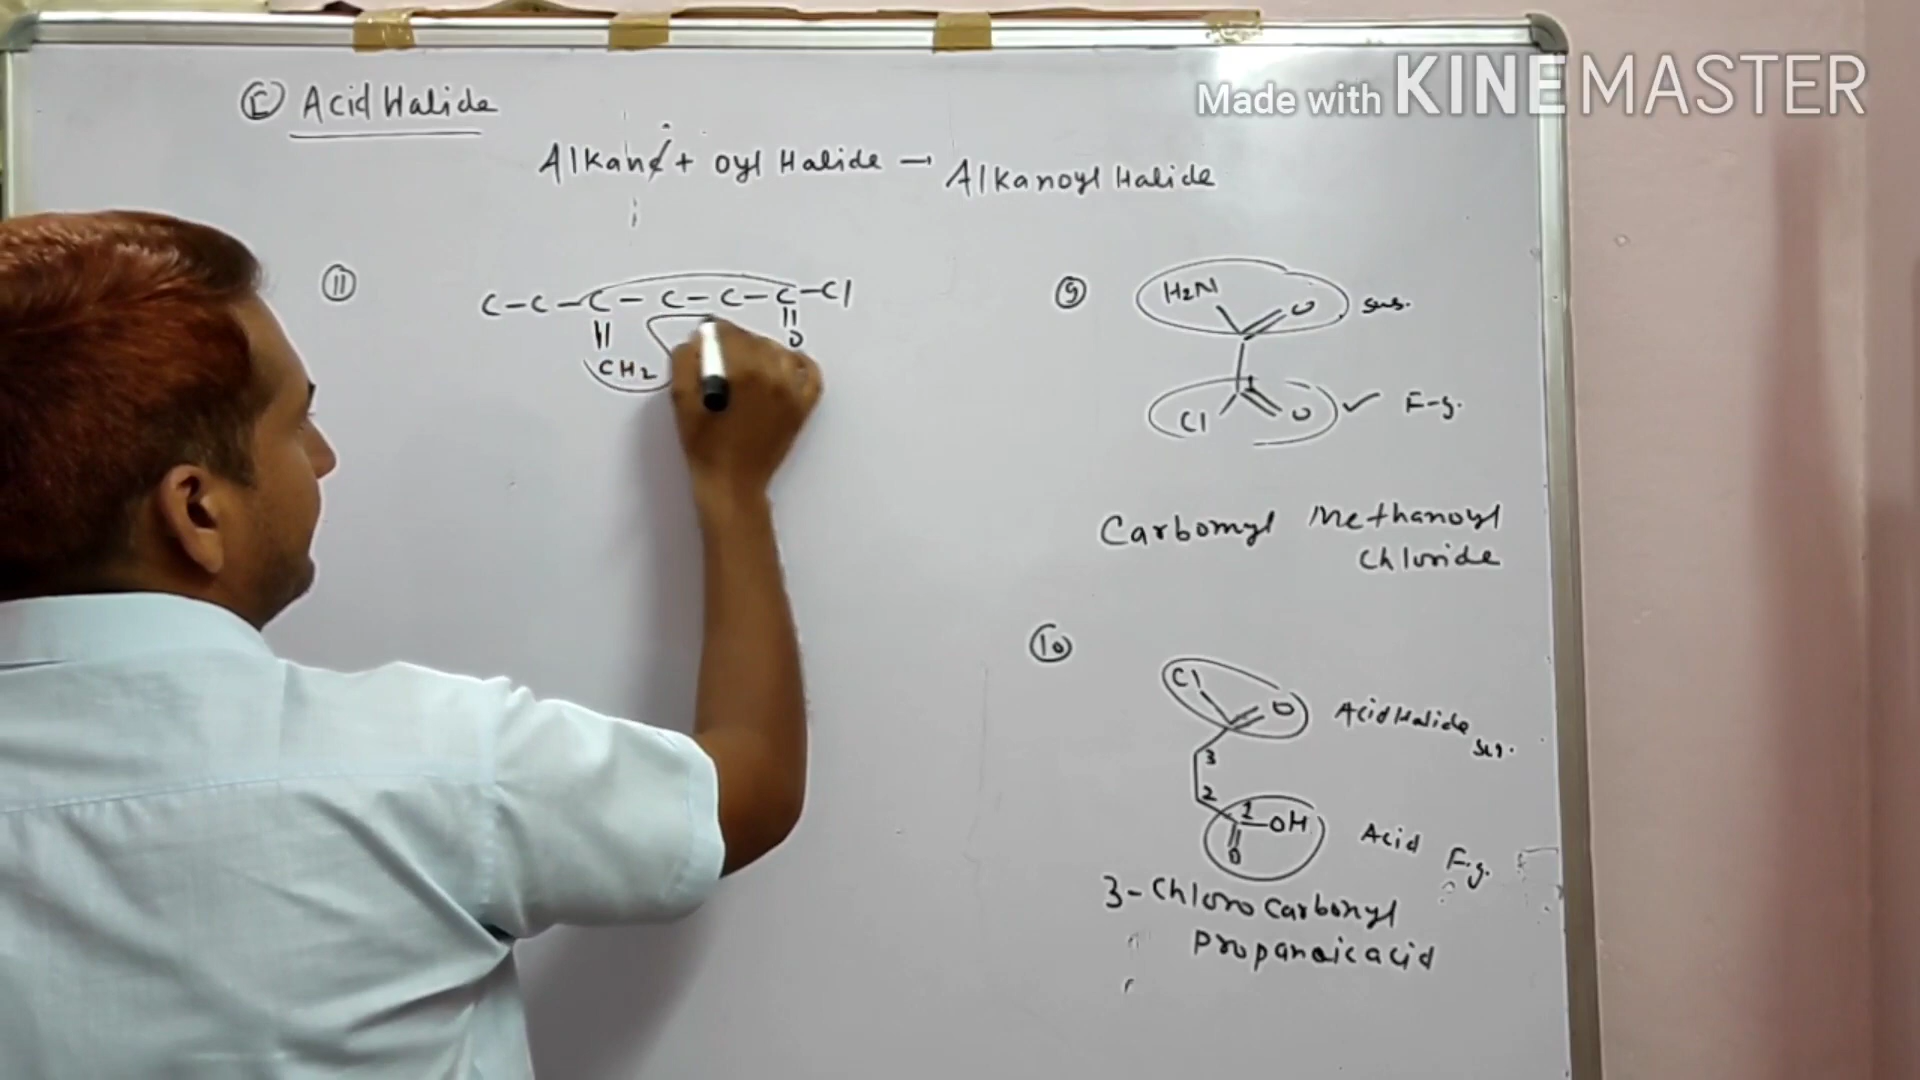 Made with KINEMASTER
E Acid Halide
Alkane + oyl Halide → Alkanoyl Halide
11
C-C-C-C-C-C-Cl
|| ||
CH2 O
9
H2N O sus.
1
Cl O ✓ F-g.
Carbomyl Methanoyl
Chloride
10
Cl O Acid Halide
3
2 1 -OH Acid F.g.
O
3-Chloro Carbonyl
Propanoic acid